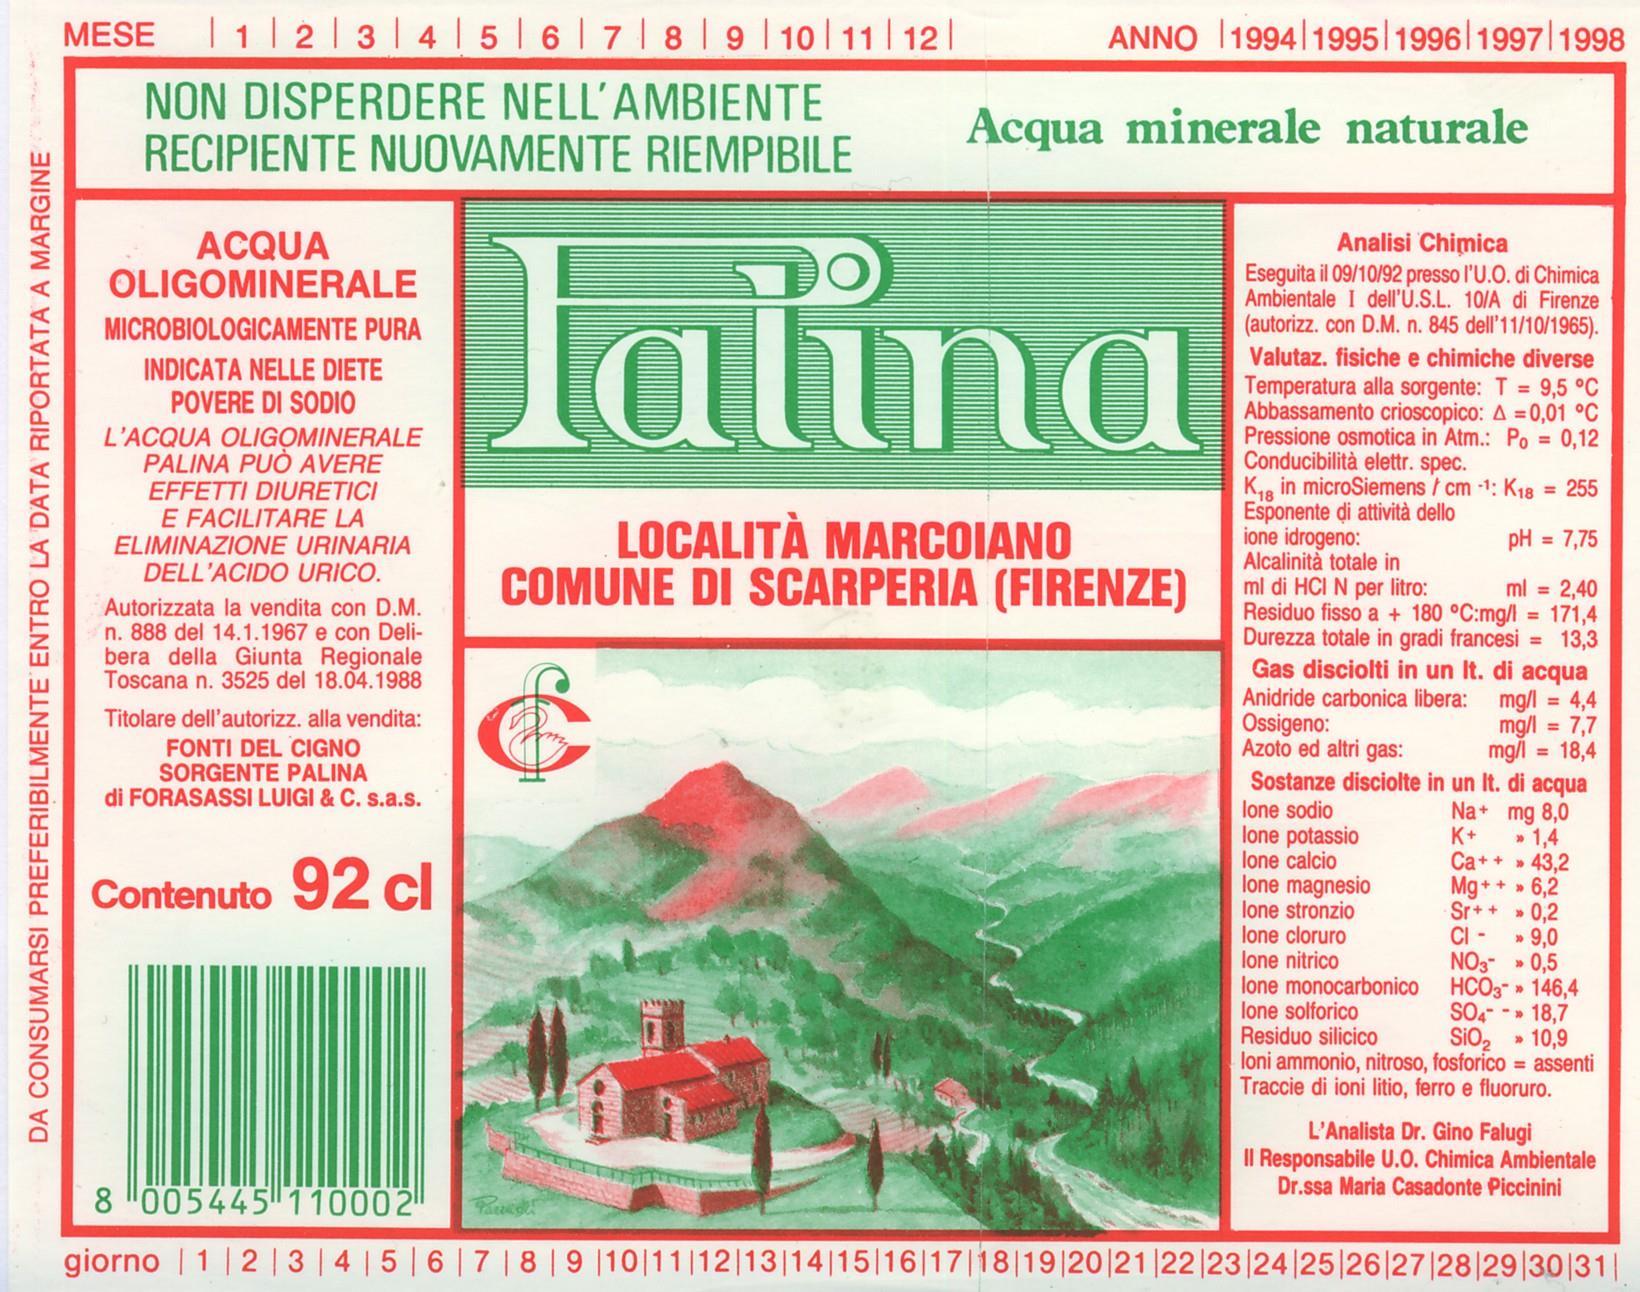 MESE | 1 | 2 | 3 | 4 | 5 | 6 | 7 | 8 | 9 | 10 | 11 | 12 |
ANNO | 1994 | 1995 | 1996 | 1997 | 1998
NON DISPERDERE NELL'AMBIENTE
RECIPIENTE NUOVAMENTE RIEMPIBILE
Acqua minerale naturale
DA CONSUMARSI PREFERIBILMENTE ENTRO LA DATA RIPORTATA A MARGINE
ACQUA
OLIGOMINERALE
MICROBIOLOGICAMENTE PURA
INDICATA NELLE DIETE
POVERE DI SODIO
L'ACQUA OLIGOMINERALE
PALINA PUÒ AVERE
EFFETTI DIURETICI
E FACILITARE LA
ELIMINAZIONE URINARIA
DELL'ACIDO URICO.
Autorizzata la vendita con D.M.
n. 888 del 14.1.1967 e con Deli-
bera della Giunta Regionale
Toscana n. 3525 del 18.04.1988
Titolare dell'autorizz. alla vendita:
FONTI DEL CIGNO
SORGENTE PALINA
di FORASASSI LUIGI & C. s.a.s.
Contenuto 92 cl
8 005445 110002
Palina
LOCALITÀ MARCOIANO
COMUNE DI SCARPERIA (FIRENZE)
Analisi Chimica
Eseguita il 09/10/92 presso l'U.O. di Chimica
Ambientale I dell'U.S.L. 10/A di Firenze
(autorizz. con D.M. n. 845 dell'11/10/1965).
Valutaz. fisiche e chimiche diverse
Temperatura alla sorgente: T = 9,5 ºC
Abbassamento crioscopico: Δ = 0,01 ºC
Pressione osmotica in Atm.: P₀ = 0,12
Conducibilità elettr. spec.
K₁₈ in microSiemens / cm ⁻¹: K₁₈ = 255
Esponente di attività dello
ione idrogeno: pH = 7,75
Alcalinità totale in
ml di HCl N per litro: ml = 2,40
Residuo fisso a + 180 ºC:mg/l = 171,4
Durezza totale in gradi francesi = 13,3
Gas disciolti in un lt. di acqua
Anidride carbonica libera: mg/l = 4,4
Ossigeno: mg/l = 7,7
Azoto ed altri gas: mg/l = 18,4
Sostanze disciolte in un lt. di acqua
Ione sodio Na+ mg 8,0
Ione potassio K+ » 1,4
Ione calcio Ca++ » 43,2
Ione magnesio Mg++ » 6,2
Ione stronzio Sr++ » 0,2
Ione cloruro Cl - » 9,0
Ione nitrico NO₃- » 0,5
Ione monocarbonico HCO₃- » 146,4
Ione solforico SO₄- - » 18,7
Residuo silicico SiO₂ » 10,9
Ioni ammonio, nitroso, fosforico = assenti
Traccie di ioni litio, ferro e fluoruro.
L'Analista Dr. Gino Falugi
Il Responsabile U.O. Chimica Ambientale
Dr.ssa Maria Casadonte Piccinini
giorno | 1 | 2 | 3 | 4 | 5 | 6 | 7 | 8 | 9 | 10 | 11 | 12 | 13 | 14 | 15 | 16 | 17 | 18 | 19 | 20 | 21 | 22 | 23 | 24 | 25 | 26 | 27 | 28 | 29 | 30 | 31 |